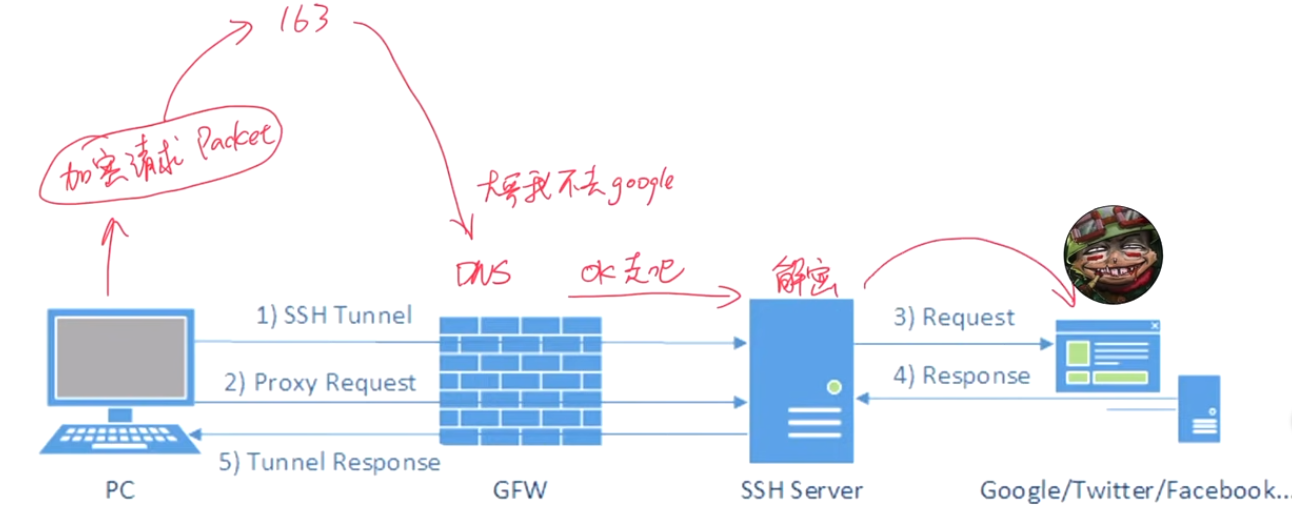 163
加密请求 Packet
大哥我不去google
DNS
OK 走吧
解密
1) SSH Tunnel
2) Proxy Request
3) Request
4) Response
5) Tunnel Response
PC
GFW
SSH Server
Google/Twitter/Facebook...